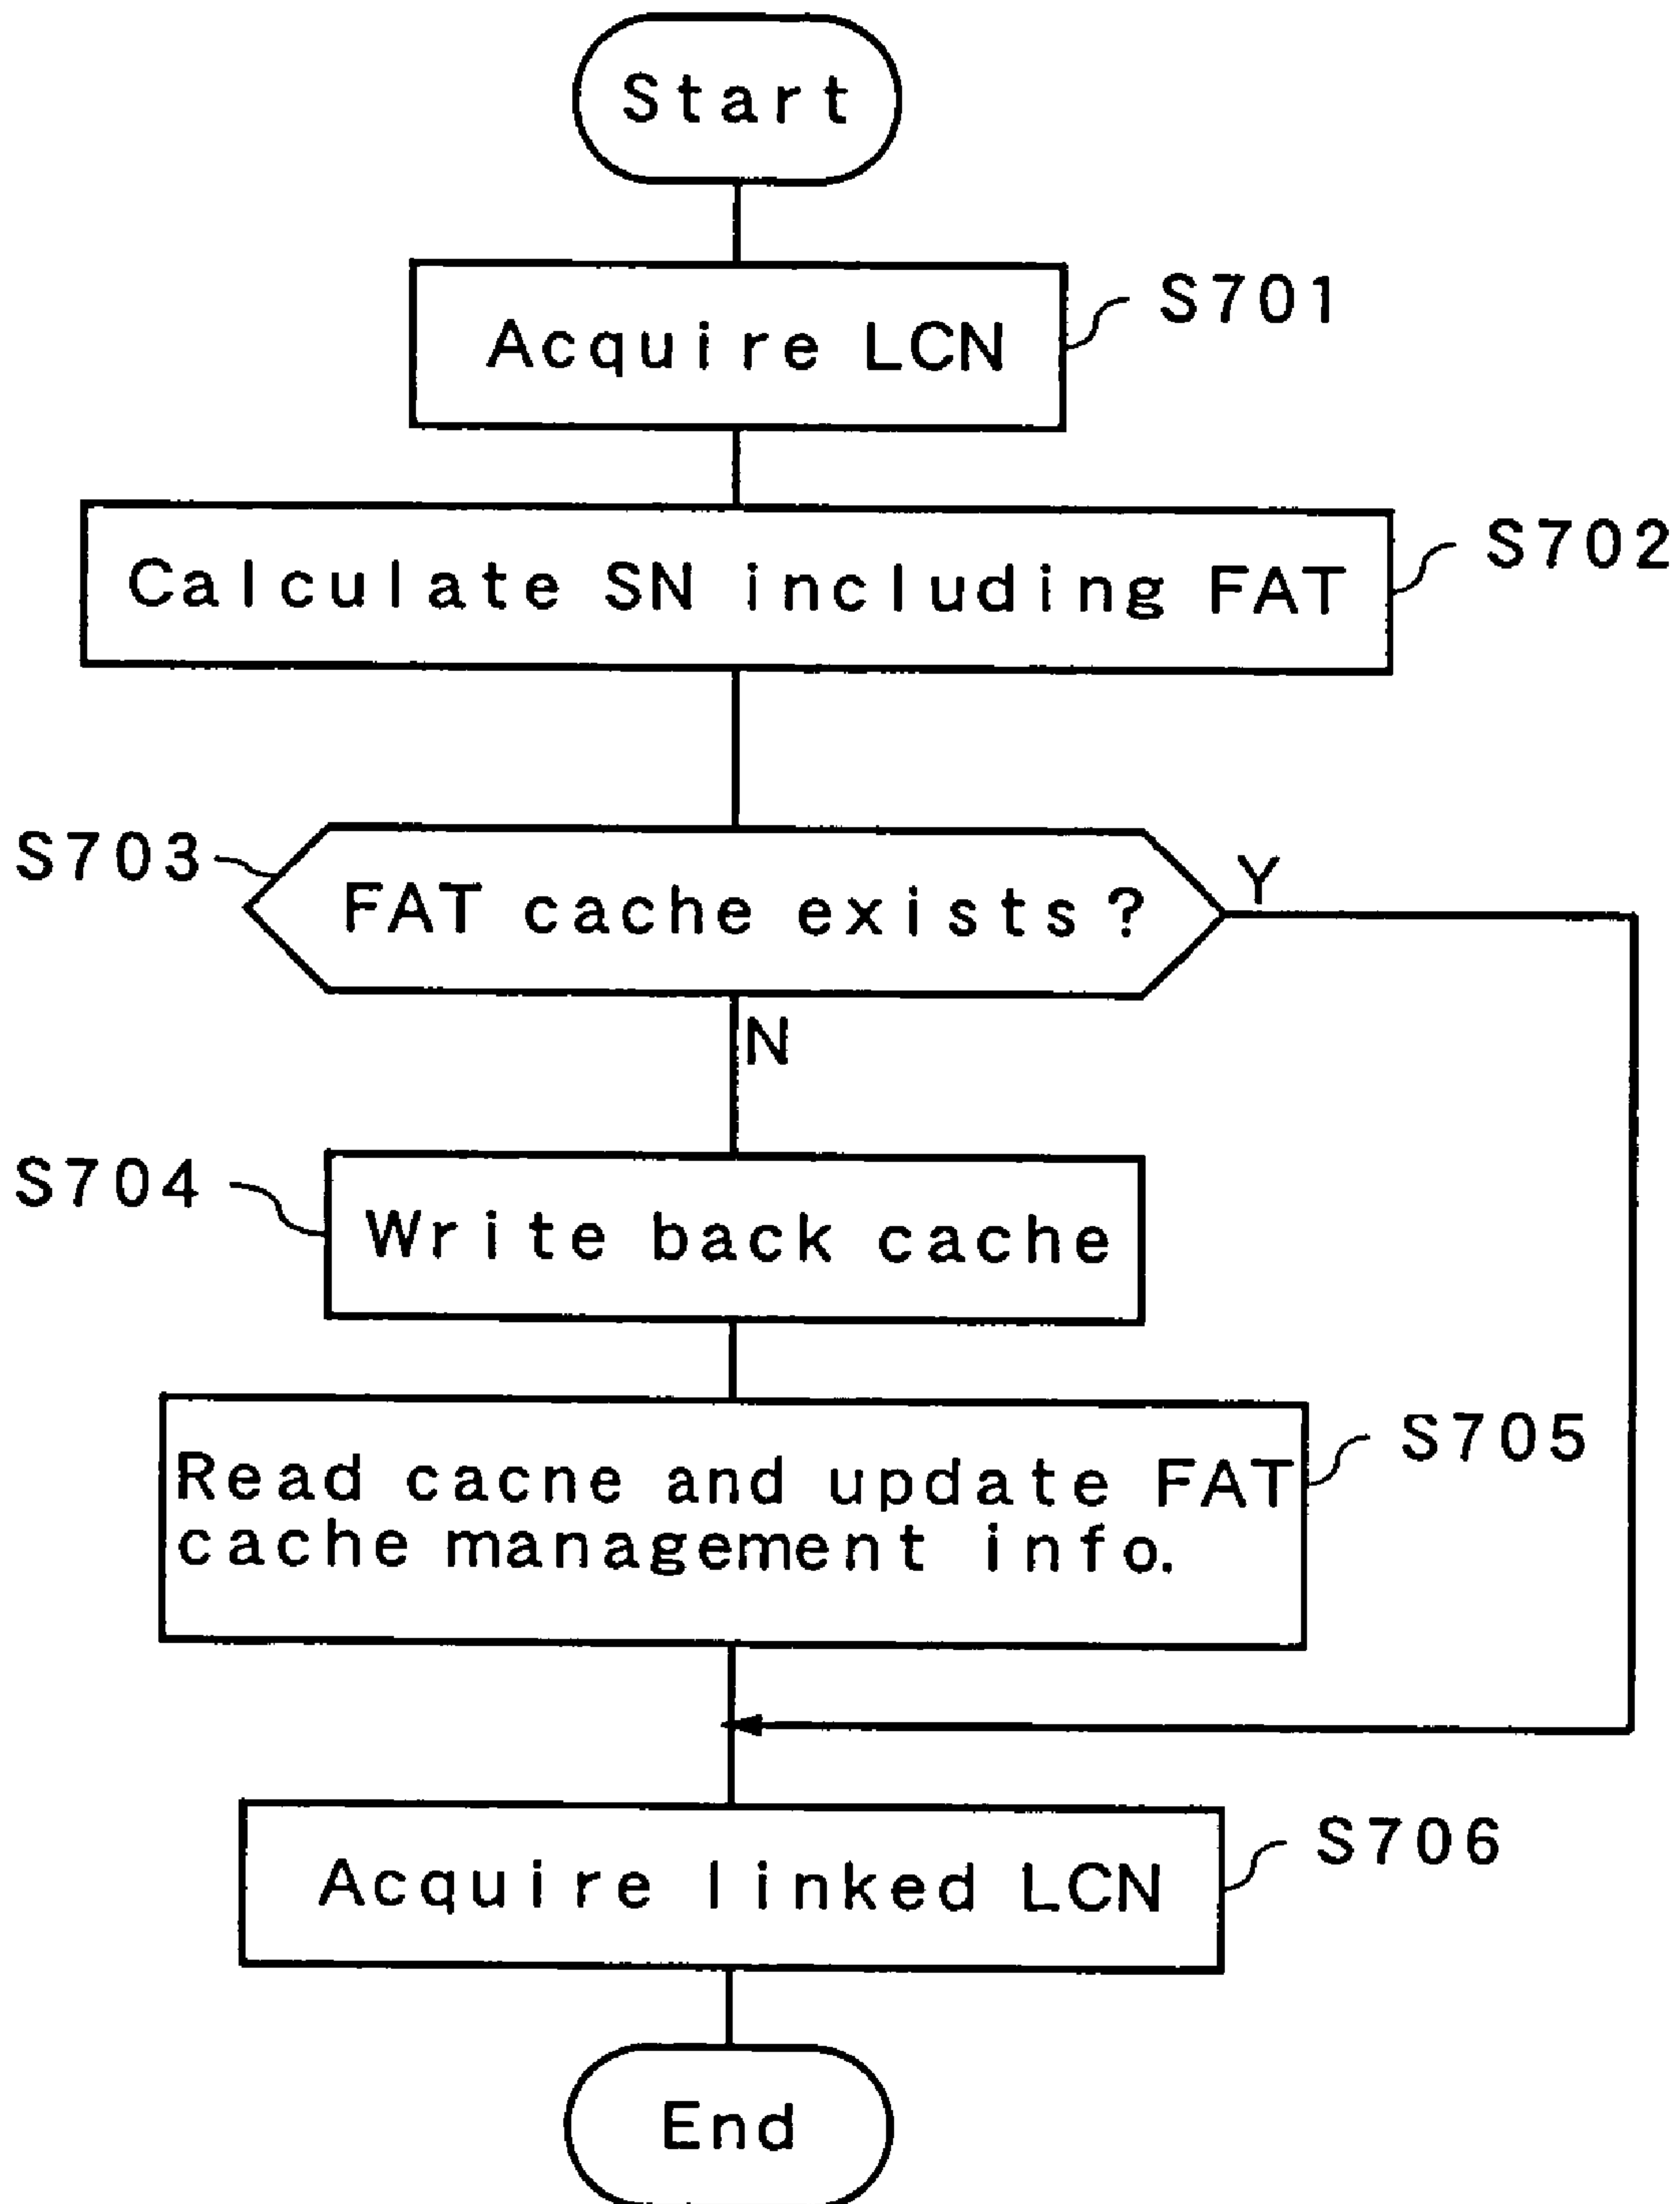 Start
Acquire LCN
S701
Calculate SN including FAT
S702
S703
FAT cache exists?
Y
N
S704
Write back cache
Read cacne and update FAT
cache management info.
S705
Acquire linked LCN
S706
End